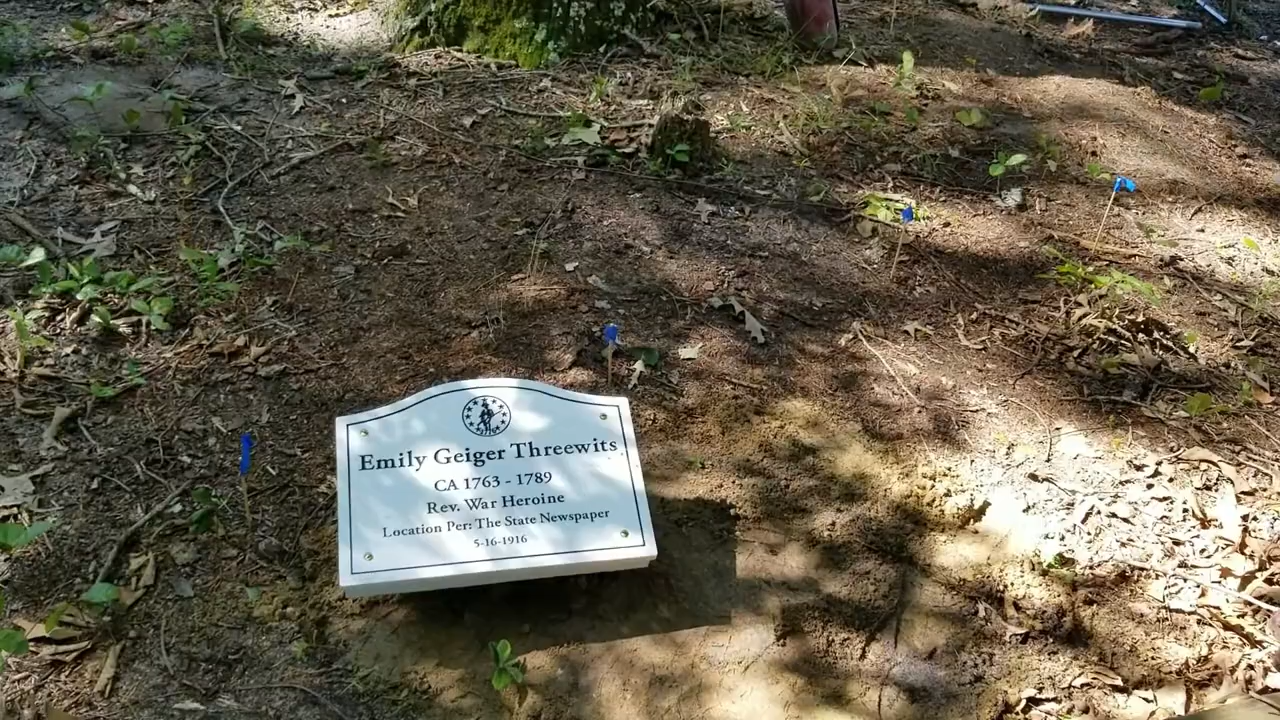 Emily Geiger Threewits
CA 1763 - 1789
Rev. War Heroine
Location Per: The State Newspaper
5-16-1916